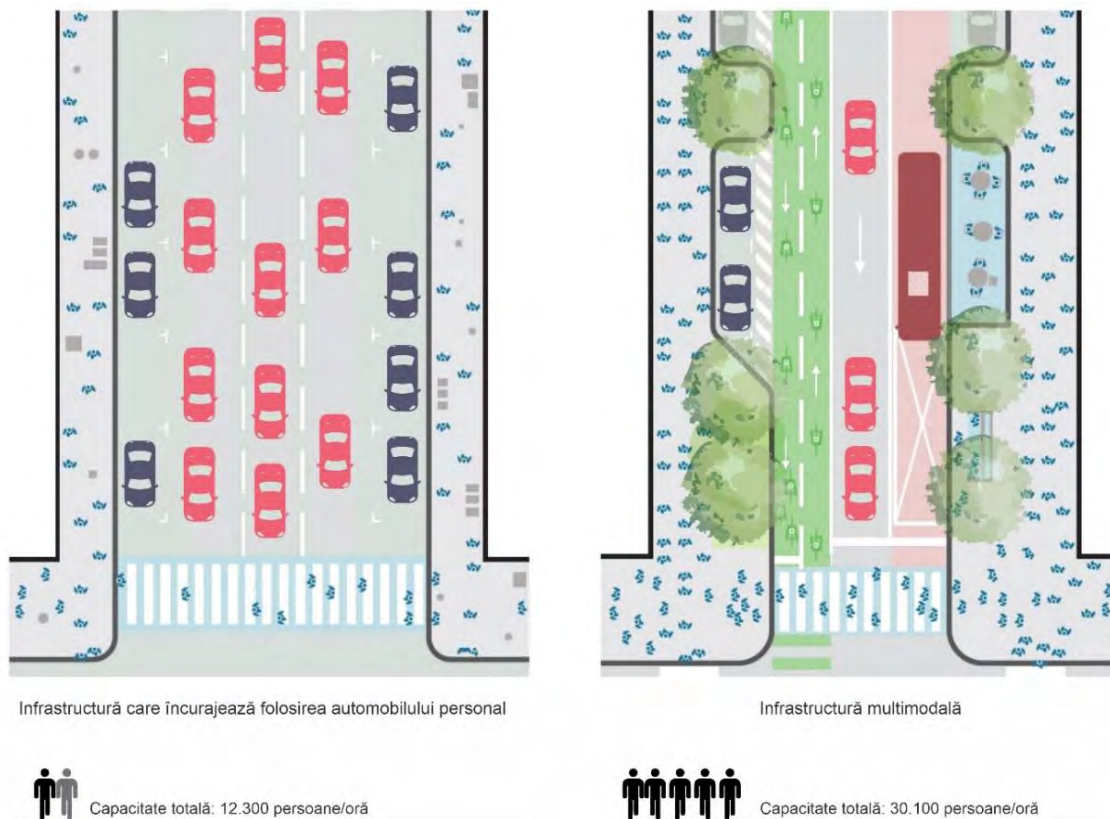 Infrastructură care încurajează folosirea automobilului personal
Infrastructură multimodală
Capacitate totală: 12.300 persoane/oră
Capacitate totală: 30.100 persoane/oră